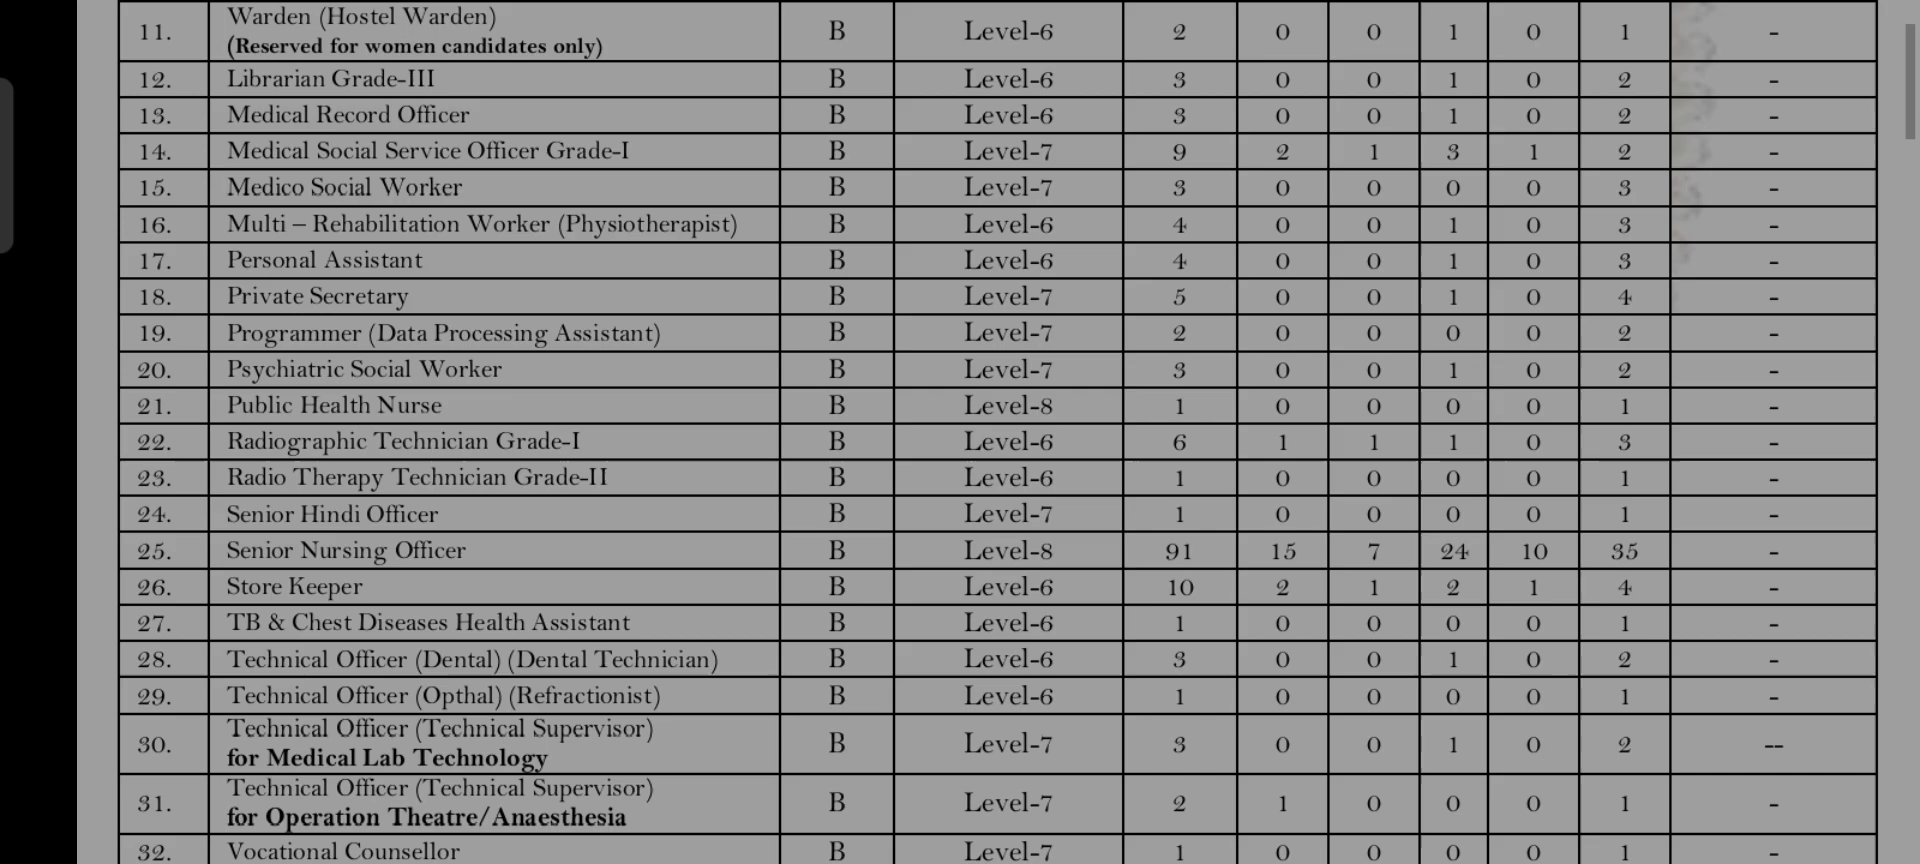 11. Warden (Hostel Warden) B Level-6 2 0 0 1 0 1 -
(Reserved for women candidates only)
12. Librarian Grade-III B Level-6 3 0 0 1 0 2 -
13. Medical Record Officer B Level-6 3 0 0 1 0 2 -
14. Medical Social Service Officer Grade-I B Level-7 9 2 1 3 1 2 -
15. Medico Social Worker B Level-7 3 0 0 0 0 3 -
16. Multi – Rehabilitation Worker (Physiotherapist) B Level-6 4 0 0 1 0 3 -
17. Personal Assistant B Level-6 4 0 0 1 0 3 -
18. Private Secretary B Level-7 5 0 0 1 0 4 -
19. Programmer (Data Processing Assistant) B Level-7 2 0 0 0 0 2 -
20. Psychiatric Social Worker B Level-7 3 0 0 1 0 2 -
21. Public Health Nurse B Level-8 1 0 0 0 0 1 -
22. Radiographic Technician Grade-I B Level-6 6 1 1 1 0 3 -
23. Radio Therapy Technician Grade-II B Level-6 1 0 0 0 0 1 -
24. Senior Hindi Officer B Level-7 1 0 0 0 0 1 -
25. Senior Nursing Officer B Level-8 91 15 7 24 10 35 -
26. Store Keeper B Level-6 10 2 1 2 1 4 -
27. TB & Chest Diseases Health Assistant B Level-6 1 0 0 0 0 1 -
28. Technical Officer (Dental) (Dental Technician) B Level-6 3 0 0 1 0 2 -
29. Technical Officer (Opthal) (Refractionist) B Level-6 1 0 0 0 0 1 -
30. Technical Officer (Technical Supervisor) B Level-7 3 0 0 1 0 2 --
for Medical Lab Technology
31. Technical Officer (Technical Supervisor) B Level-7 2 1 0 0 0 1 -
for Operation Theatre/Anaesthesia
32. Vocational Counsellor B Level-7 1 0 0 0 0 1 -